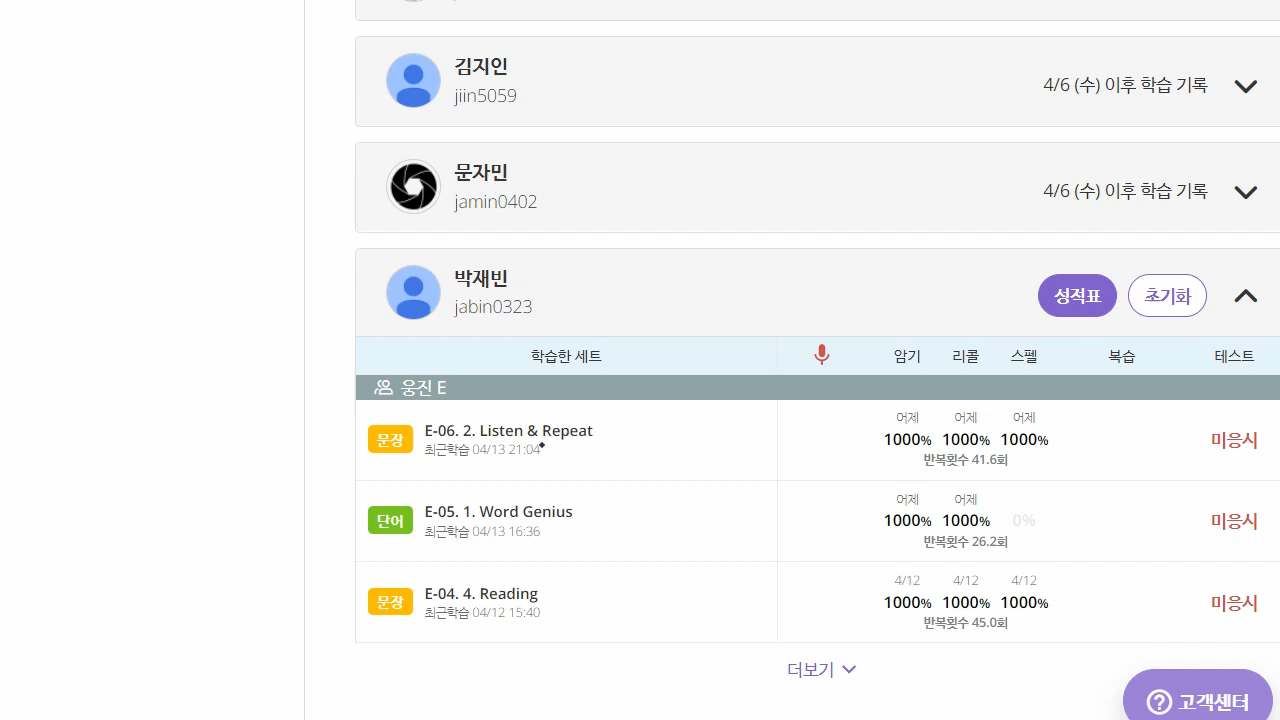 김지인
jiin5059
4/6 (수) 이후 학습 기록
문자민
jamin0402
4/6 (수) 이후 학습 기록
박재빈
jabin0323
성적표
초기화
학습한 세트 암기 리콜 스펠 복습 테스트
웅진 E
문장
E-06. 2. Listen & Repeat
최근학습 04/13 21:04
어제 어제 어제
1000% 1000% 1000%
반복횟수 41.6회
미응시
단어
E-05. 1. Word Genius
최근학습 04/13 16:36
어제 어제
1000% 1000% 0%
반복횟수 26.2회
미응시
문장
E-04. 4. Reading
최근학습 04/12 15:40
4/12 4/12 4/12
1000% 1000% 1000%
반복횟수 45.0회
미응시
더보기
고객센터